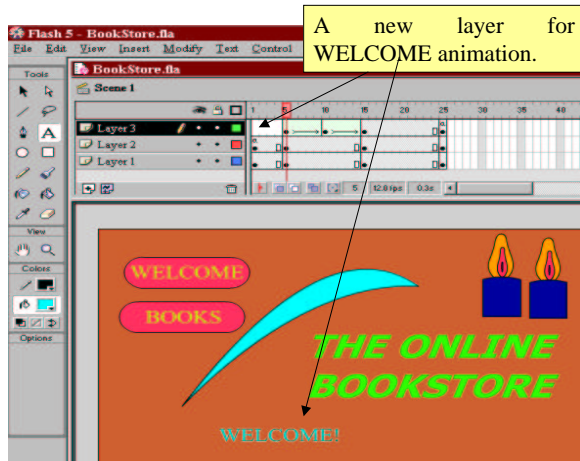 Flash 5 - BookStore.fla
File Edit View Insert Modify Text Control
A new layer for
WELCOME animation.
Tools
BookStore.fla
Scene 1
1 5 10 15 20 25 30 35 40
Layer 3
Layer 2
Layer 1
5 12.0 fps 0.3s
View
Colors
Options
WELCOME
BOOKS
THE ONLINE
BOOKSTORE
WELCOME!